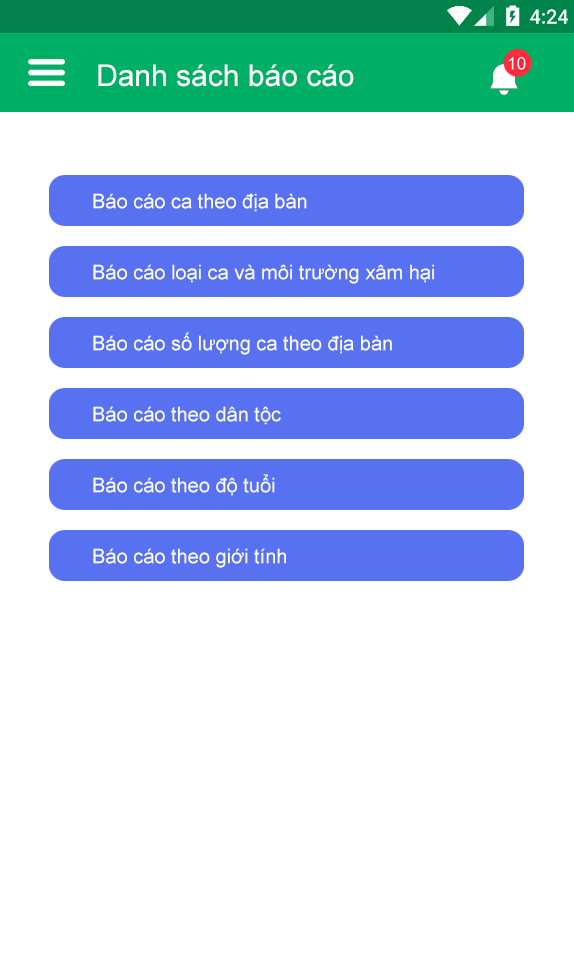 4:24
Danh sách báo cáo
10
Báo cáo ca theo địa bàn
Báo cáo loại ca và môi trường xâm hại
Báo cáo số lượng ca theo địa bàn
Báo cáo theo dân tộc
Báo cáo theo độ tuổi
Báo cáo theo giới tính